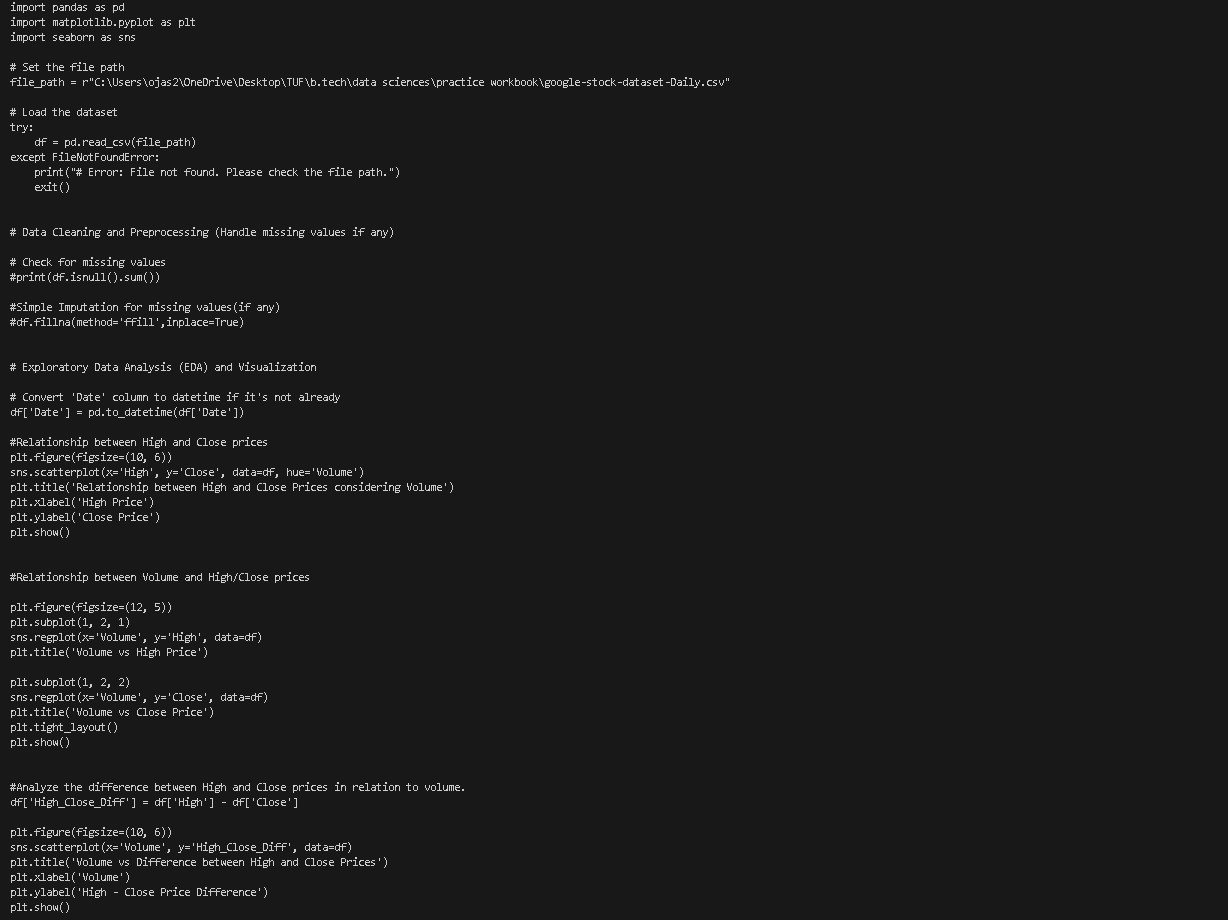 import pandas as pd
import matplotlib.pyplot as plt
import seaborn as sns

# Set the file path
file_path = r"C:\Users\ojas2\OneDrive\Desktop\TUF\b.tech\data sciences\practice workbook\google-stock-dataset-Daily.csv"

# Load the dataset
try:
    df = pd.read_csv(file_path)
except FileNotFoundError:
    print("# Error: File not found. Please check the file path.")
    exit()


# Data Cleaning and Preprocessing (Handle missing values if any)

# Check for missing values
#print(df.isnull().sum())

#Simple Imputation for missing values(if any)
#df.fillna(method='ffill',inplace=True)


# Exploratory Data Analysis (EDA) and Visualization

# Convert 'Date' column to datetime if it's not already
df['Date'] = pd.to_datetime(df['Date'])

#Relationship between High and Close prices
plt.figure(figsize=(10, 6))
sns.scatterplot(x='High', y='Close', data=df, hue='Volume')
plt.title('Relationship between High and Close Prices considering Volume')
plt.xlabel('High Price')
plt.ylabel('Close Price')
plt.show()


#Relationship between Volume and High/Close prices

plt.figure(figsize=(12, 5))
plt.subplot(1, 2, 1)
sns.regplot(x='Volume', y='High', data=df)
plt.title('Volume vs High Price')

plt.subplot(1, 2, 2)
sns.regplot(x='Volume', y='Close', data=df)
plt.title('Volume vs Close Price')
plt.tight_layout()
plt.show()


#Analyze the difference between High and Close prices in relation to volume.
df['High_Close_Diff'] = df['High'] - df['Close']

plt.figure(figsize=(10, 6))
sns.scatterplot(x='Volume', y='High_Close_Diff', data=df)
plt.title('Volume vs Difference between High and Close Prices')
plt.xlabel('Volume')
plt.ylabel('High - Close Price Difference')
plt.show()